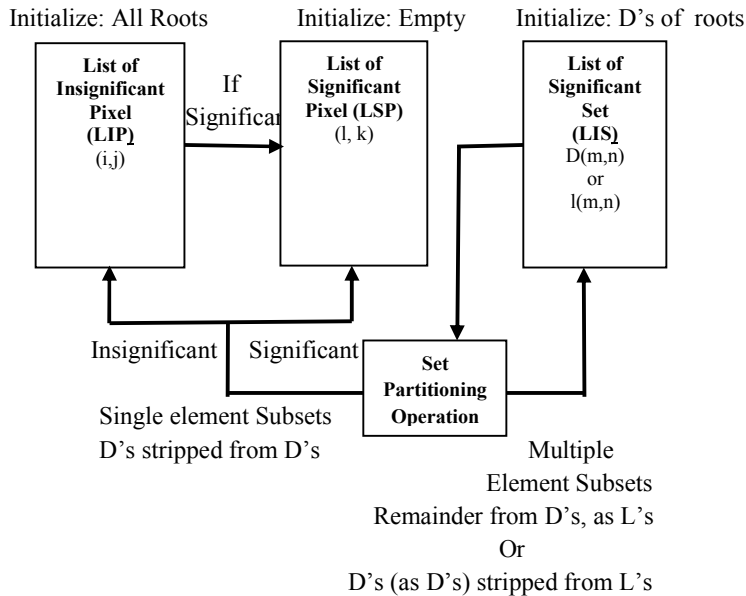 Initialize: All Roots
Initialize: Empty
Initialize: D's of roots
List of
Insignificant
Pixel
(LIP)
(i,j)
If
Significan
List of
Significant
Pixel (LSP)
(l, k)
List of
Significant
Set
(LIS)
D(m,n)
or
l(m,n)
Insignificant
Significant
Set
Partitioning
Operation
Single element Subsets
D's stripped from D's
Multiple
Element Subsets
Remainder from D's, as L's
Or
D's (as D's) stripped from L's